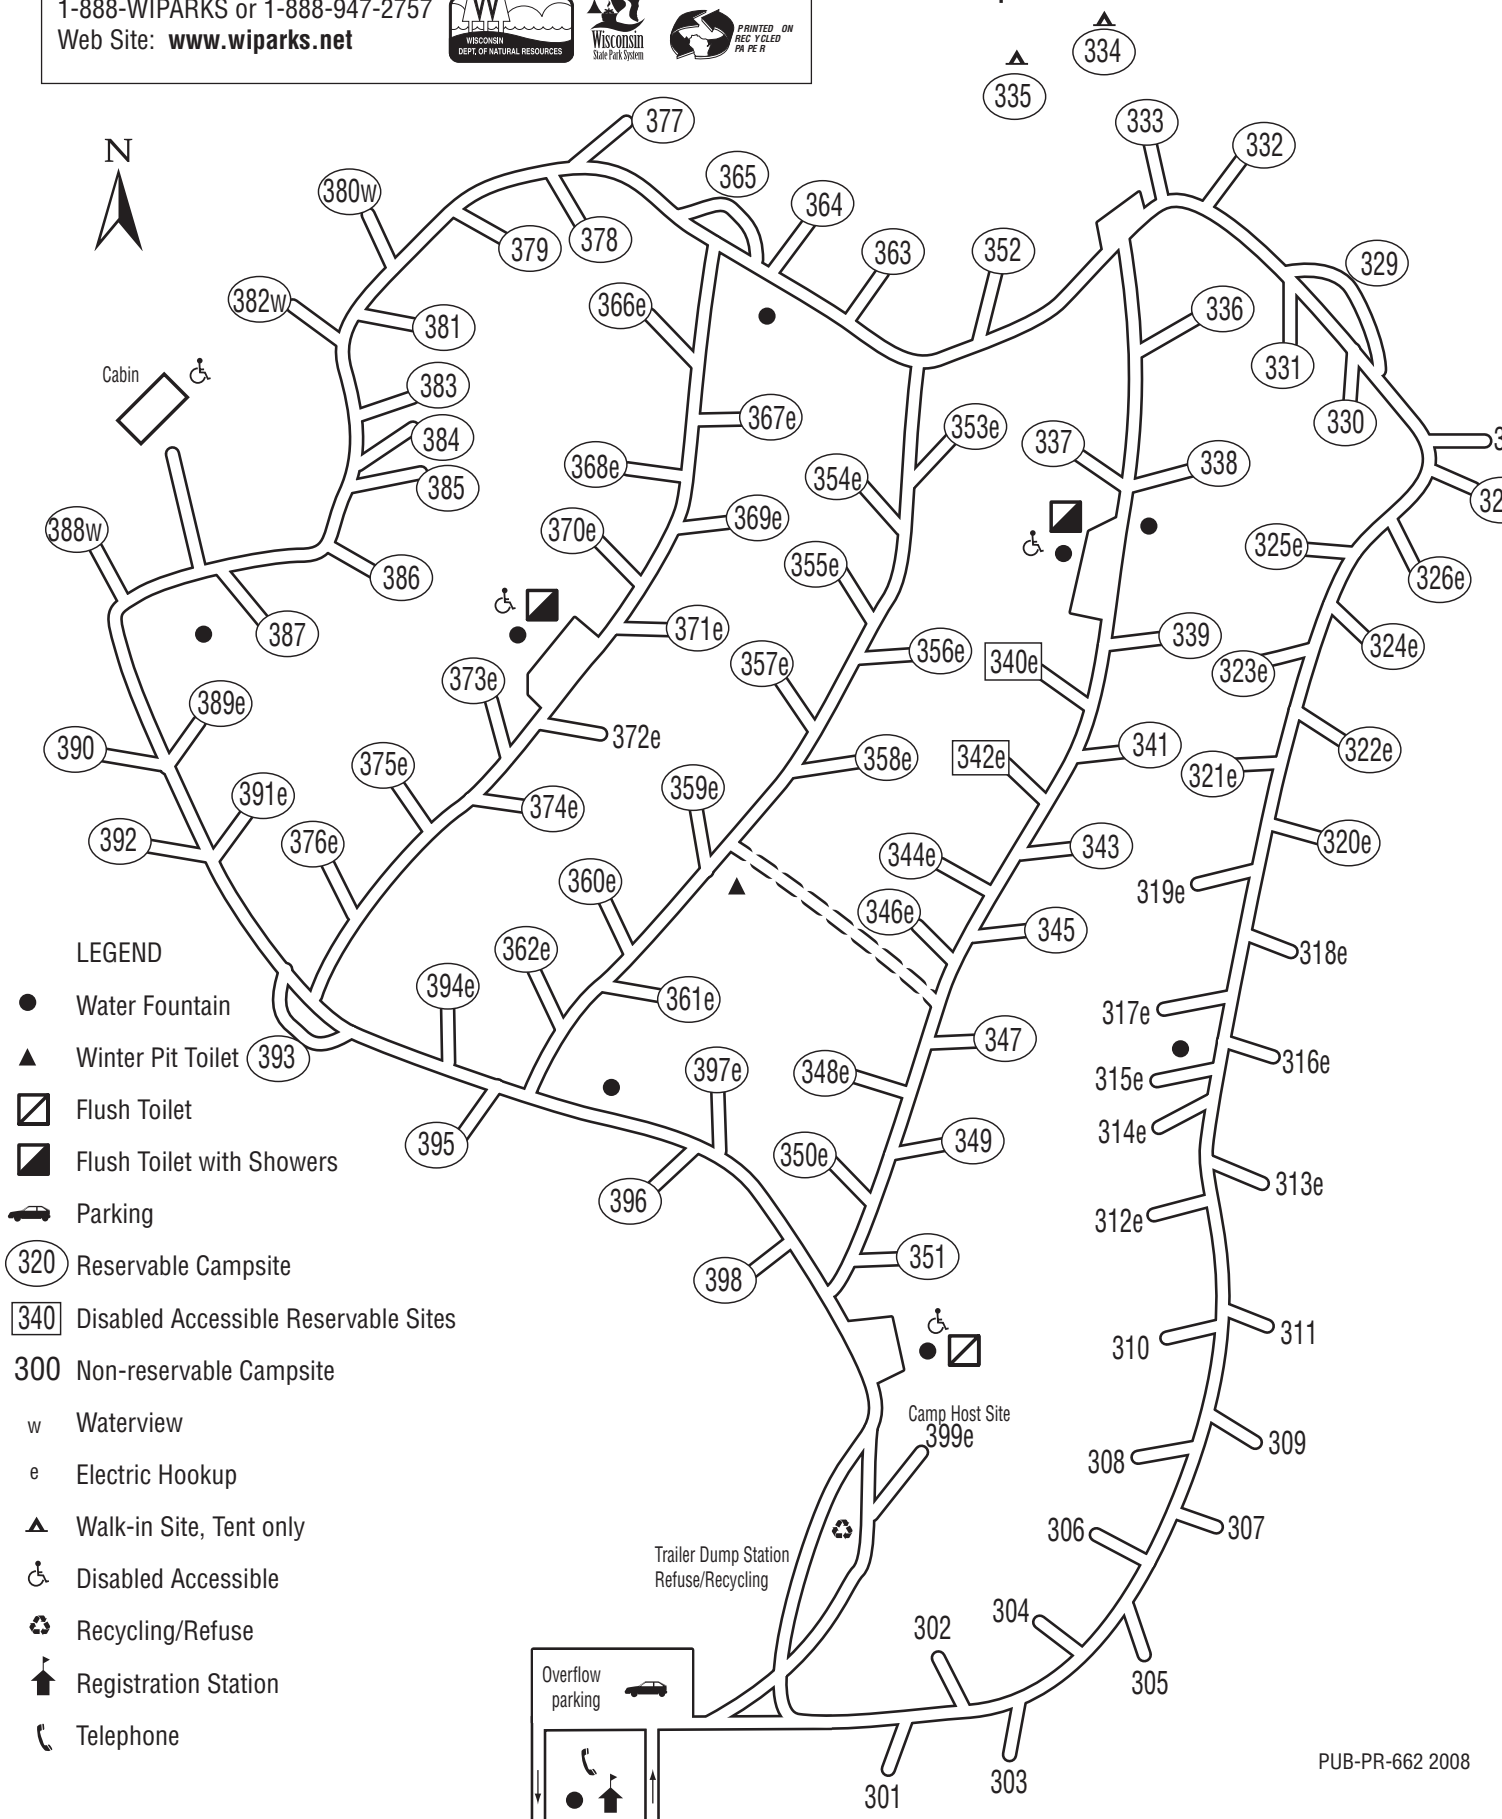 1-888-WIPARKS or 1-888-947-2757
Web Site: www.wiparks.net
WISCONSIN
DEPT. OF NATURAL RESOURCES
Wisconsin
State Park System
PRINTED ON
RECYCLED
PAPER
334
335
333
332
377
365
364
363
352
380w
379
378
329
N
382w
381
366e
336
331
330
Cabin
383
384
385
367e
353e
337
338
368e
354e
369e
370e
388w
386
387
355e
325e
326e
371e
356e
357e
340e
339
324e
323e
373e
389e
390
372e
358e
342e
341
322e
321e
375e
359e
374e
391e
392
376e
344e
343
320e
319e
360e
346e
345
362e
318e
394e
361e
317e
393
397e
348e
347
316e
315e
314e
395
350e
349
313e
396
312e
398
351
310
311
LEGEND
Water Fountain
Winter Pit Toilet
Flush Toilet
Flush Toilet with Showers
Parking
320 Reservable Campsite
340 Disabled Accessible Reservable Sites
300 Non-reservable Campsite
w Waterview
e Electric Hookup
Walk-in Site, Tent only
Disabled Accessible
Recycling/Refuse
Registration Station
Telephone
Camp Host Site
399e
309
308
307
306
Trailer Dump Station
Refuse/Recycling
304
302
305
Overflow
parking
301
303
PUB-PR-662 2008